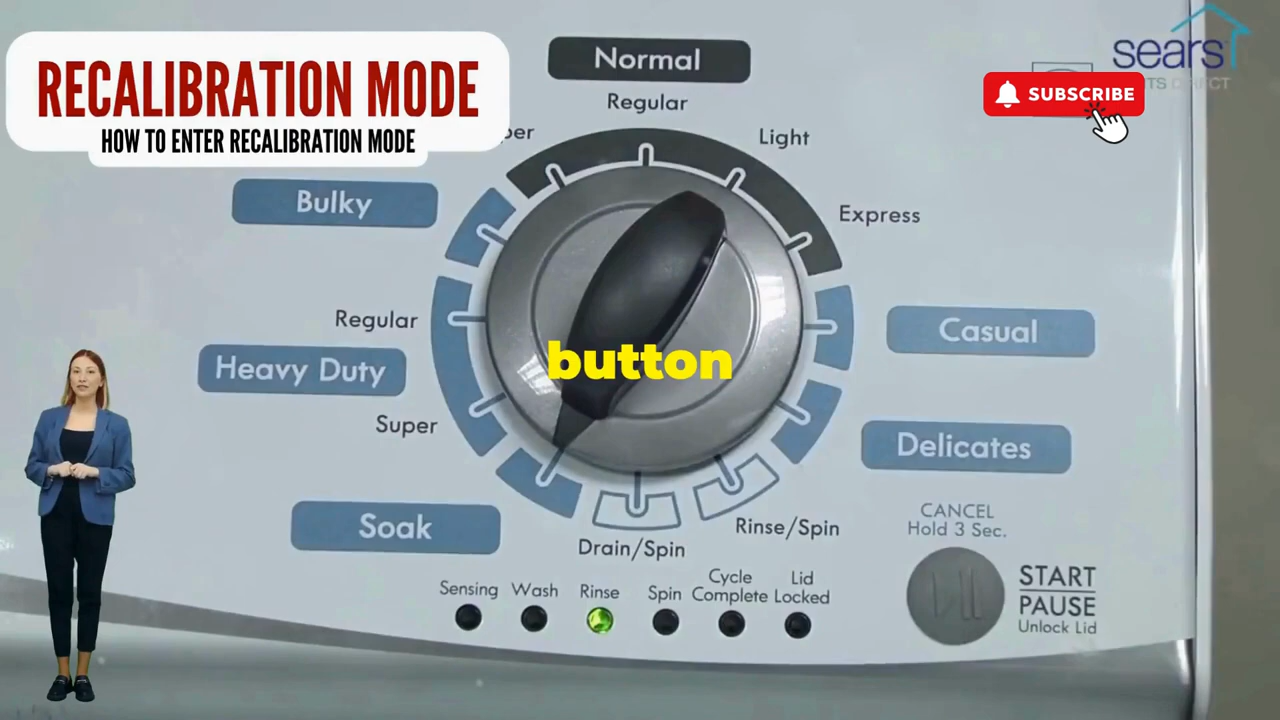 RECALIBRATION MODE
HOW TO ENTER RECALIBRATION MODE
sears
SUBSCRIBE
Normal
Regular
Light
Express
Bulky
Regular
Heavy Duty
Super
Casual
Delicates
Soak
button
Rinse/Spin
Drain/Spin
CANCEL
Hold 3 Sec.
Sensing
Wash
Rinse
Spin
Cycle
Complete
Lid
Locked
START
PAUSE
Unlock Lid